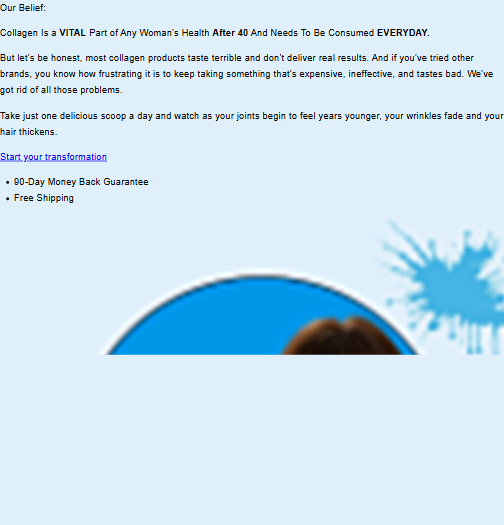 Our Belief:
Collagen Is a VITAL Part of Any Woman's Health After 40 And Needs To Be Consumed EVERYDAY.
But let's be honest, most collagen products taste terrible and don't deliver real results. And if you've tried other
brands, you know how frustrating it is to keep taking something that's expensive, ineffective, and tastes bad. We've
got rid of all those problems.
Take just one delicious scoop a day and watch as your joints begin to feel years younger, your wrinkles fade and your
hair thickens.
Start your transformation
• 90-Day Money Back Guarantee
• Free Shipping